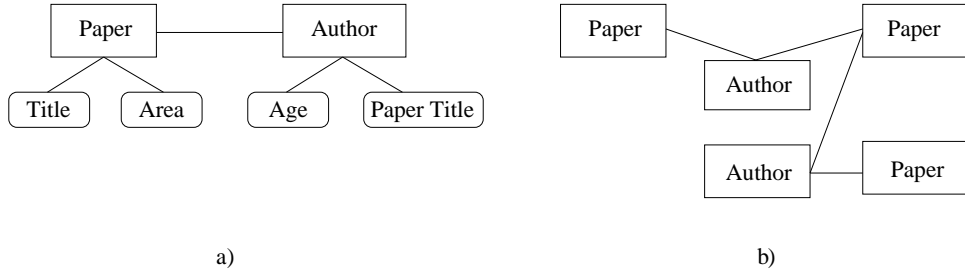 Paper
Author
Title
Area
Age
Paper Title
a)
Paper
Paper
Author
Author
Paper
b)